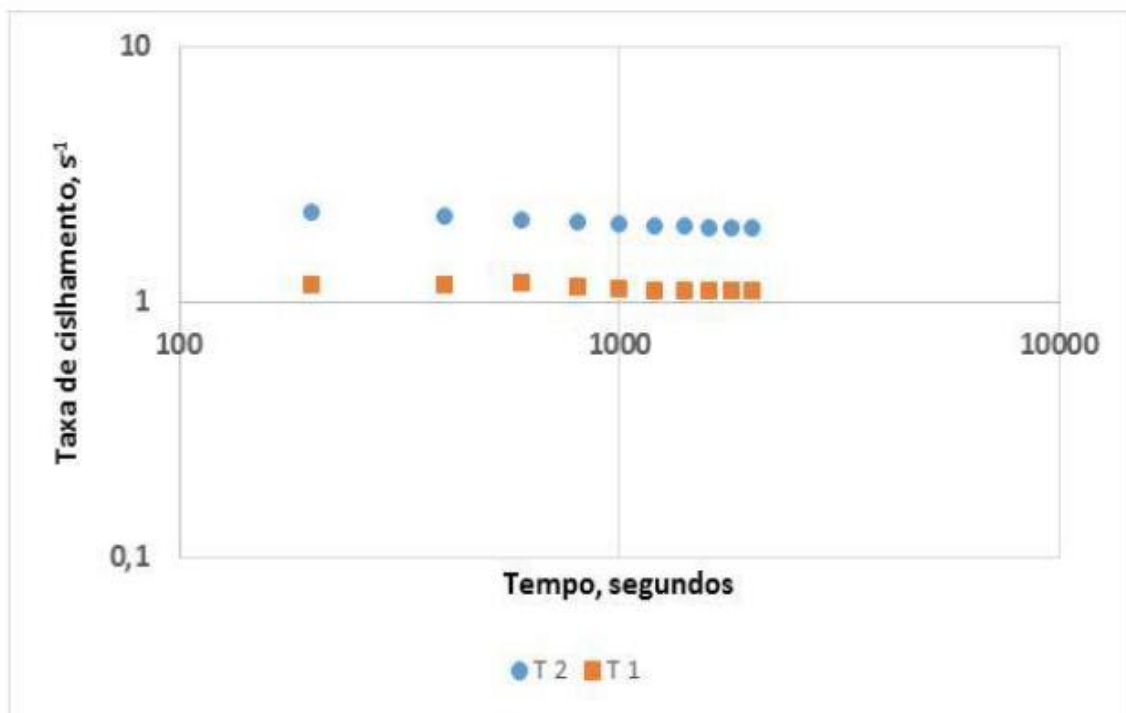 10
1
0,1
Taxa de cislhamento, s-1
100
1000
10000
Tempo, segundos
T 2 T 1